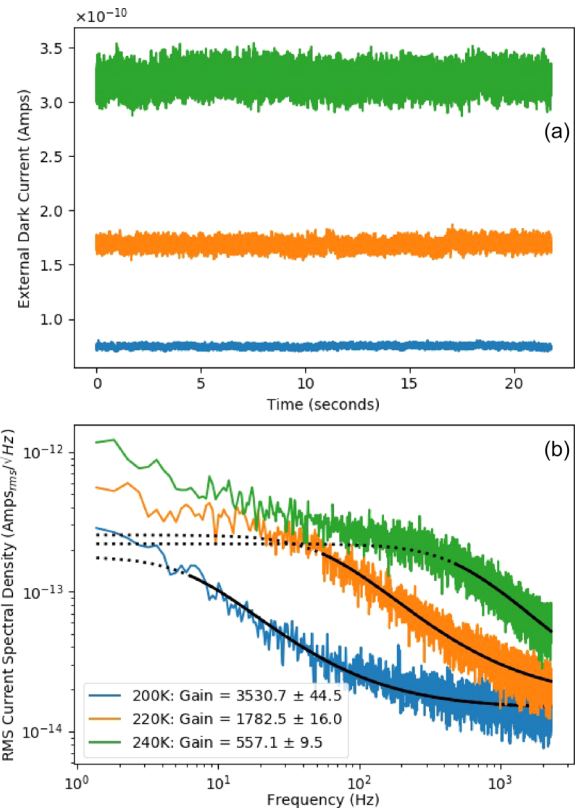 ×10⁻¹⁰
3.5
3.0
2.5
2.0
1.5
1.0
External Dark Current (Amps)
(a)
0 5 10 15 20
Time (seconds)
(b)
10⁻¹²
10⁻¹³
10⁻¹⁴
RMS Current Spectral Density (Amps_rms/√Hz)
200K: Gain = 3530.7 ± 44.5
220K: Gain = 1782.5 ± 16.0
240K: Gain = 557.1 ± 9.5
10⁰ 10¹ 10² 10³
Frequency (Hz)